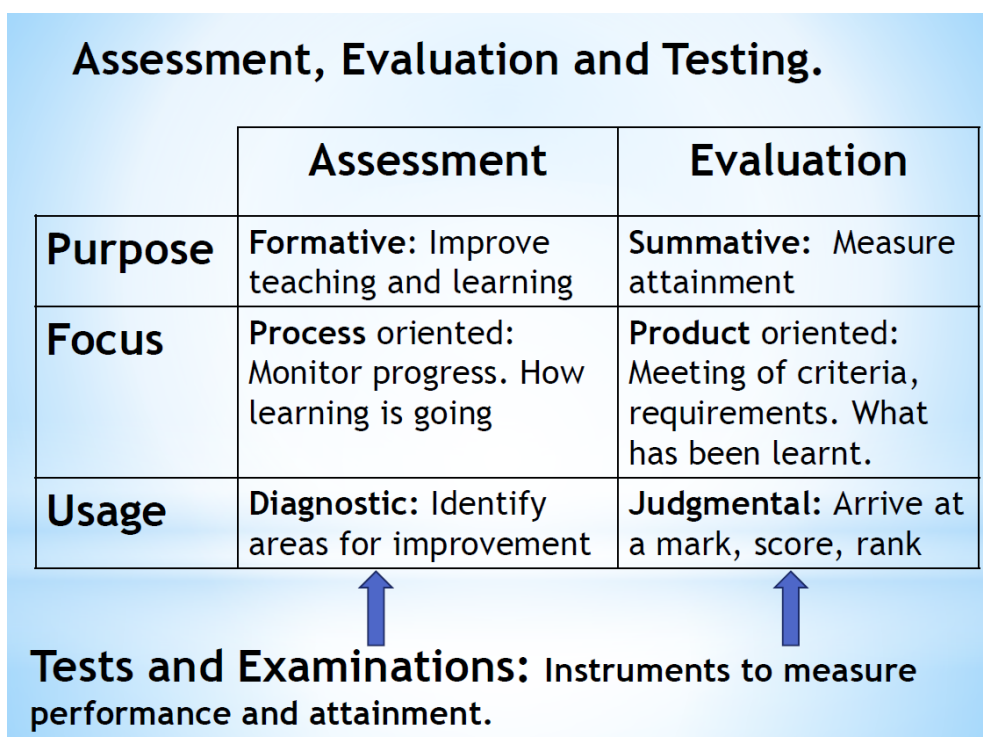 Assessment, Evaluation and Testing.
Assessment Evaluation
Purpose
Formative: Improve
teaching and learning
Summative: Measure
attainment
Focus
Process oriented:
Monitor progress. How
learning is going
Product oriented:
Meeting of criteria,
requirements. What
has been learnt.
Usage
Diagnostic: Identify
areas for improvement
Judgmental: Arrive at
a mark, score, rank
Tests and Examinations: Instruments to measure
performance and attainment.